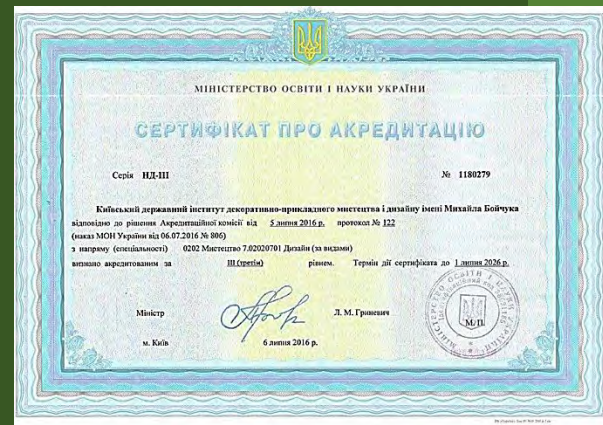 МІНІСТЕРСТВО ОСВІТИ І НАУКИ УКРАЇНИ
СЕРТИФІКАТ ПРО АКРЕДИТАЦІЮ
Серія НД-III № 1180279
Київський державний інститут декоративно-прикладного мистецтва і дизайну імені Михайла Бойчука
відповідно до рішення Акредитаційної комісії від 5 липня 2016 р. протокол № 122
(наказ МОН України від 06.07.2016 № 806)
з напряму (спеціальності) 0202 Мистецтво 7.02020701 Дизайн (за видами)
визнано акредитованим за III (третім) рівнем. Термін дії сертифіката до 1 липня 2026 р.
Міністр Л. М. Гриневич
М.П.
м. Київ 6 липня 2016 р.